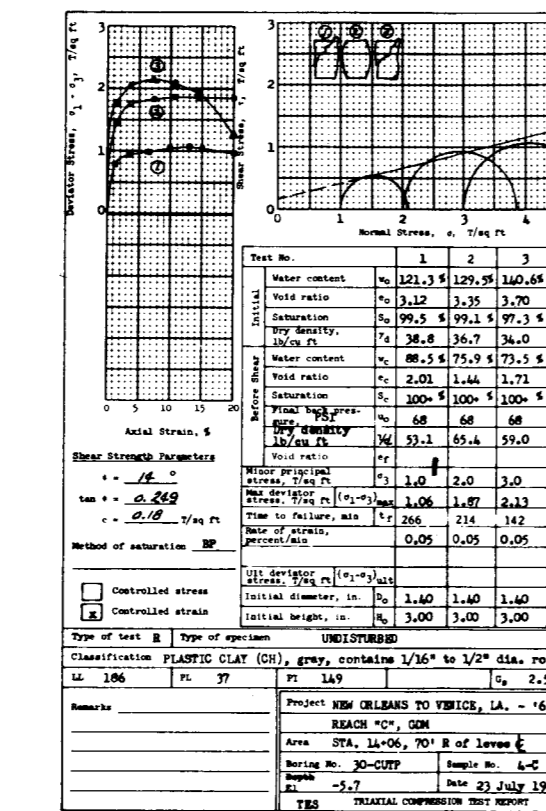 Deviator Stress, σ1 - σ3, T/sq ft
3
2
1
0
0 5 10 15 20
Axial Strain, %
Shear Stress, τ, T/sq ft
3
2
1
0
0 1 2 3 4
Normal Stress, σ, T/sq ft
1 2 3
Shear Strength Parameters
φ = 14 °
tan φ = 0.249
c = 0.18 T/sq ft
Method of saturation BP
Controlled stress
x Controlled strain
Test No. 1 2 3
Initial
Water content w0 121.3 % 129.5 % 140.6 %
Void ratio e0 3.12 3.35 3.70
Saturation S0 99.5 % 99.1 % 97.3 %
Dry density, lb/cu ft γd 38.8 36.7 34.0
Before Shear
Water content wc 88.5 % 75.9 % 73.5 %
Void ratio ec 2.01 1.44 1.71
Saturation Sc 100+ % 100+ % 100+ %
Final back pressure, PSI u0 68 68 68
Dry density lb/cu ft γd 53.1 65.4 59.0
Void ratio ef
Minor principal stress, T/sq ft σ3 1.0 2.0 3.0
Max deviator stress, T/sq ft (σ1-σ3)max 1.06 1.87 2.13
Time to failure, min tf 266 214 142
Rate of strain, percent/min 0.05 0.05 0.05
Ult deviator stress, T/sq ft (σ1-σ3)ult
Initial diameter, in. D0 1.40 1.40 1.40
Initial height, in. H0 3.00 3.00 3.00
Type of test R Type of specimen UNDISTURBED
Classification PLASTIC CLAY (CH), gray, contains 1/16" to 1/2" dia. ro
LL 186 PL 37 PI 149 Gs 2.5
Remarks
Project NEW ORLEANS TO VENICE, LA. - '6
REACH "C", GDM
Area STA. 14+06, 70' R of levee ℄
Boring No. 30-CUTP Sample No. 4-C
Depth El -5.7 Date 23 July 19
TES TRIAXIAL COMPRESSION TEST REPORT